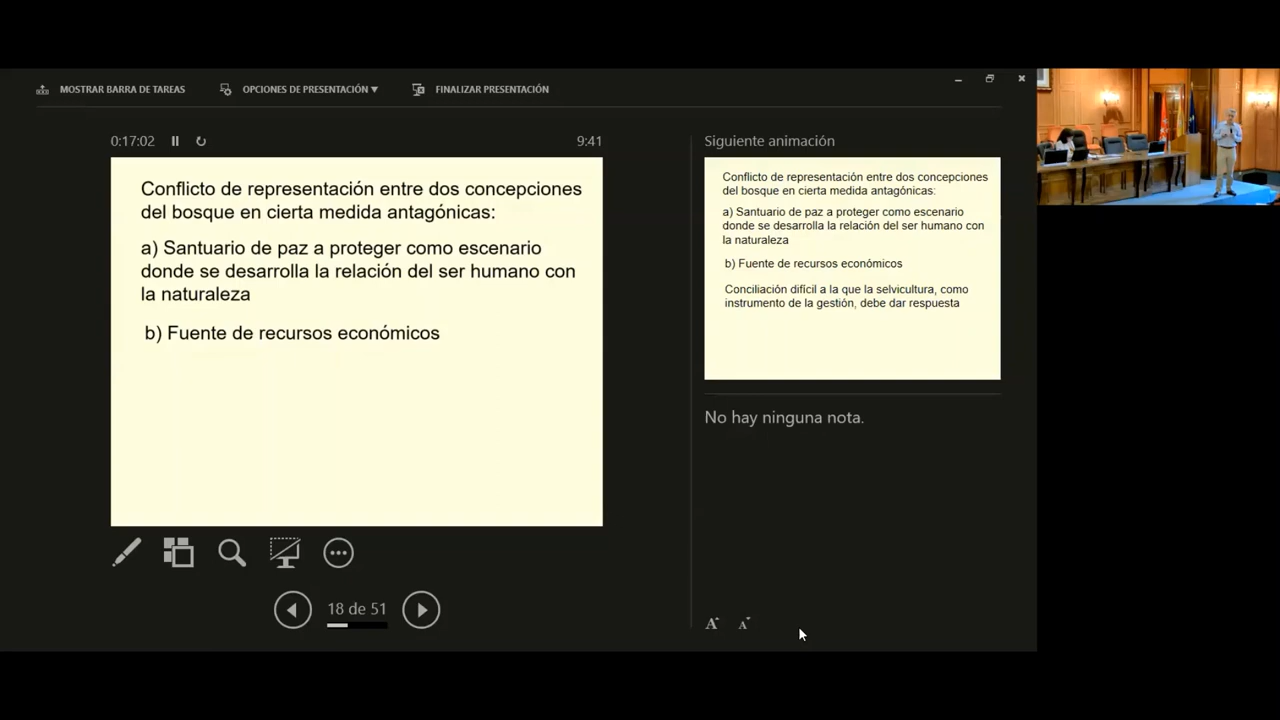 MOSTRAR BARRA DE TAREAS
OPCIONES DE PRESENTACIÓN ▼
FINALIZAR PRESENTACIÓN
0:17:02
9:41
Conflicto de representación entre dos concepciones
del bosque en cierta medida antagónicas:
a) Santuario de paz a proteger como escenario
donde se desarrolla la relación del ser humano con
la naturaleza
b) Fuente de recursos económicos
18 de 51
Siguiente animación
Conflicto de representación entre dos concepciones
del bosque en cierta medida antagónicas:
a) Santuario de paz a proteger como escenario
donde se desarrolla la relación del ser humano con
la naturaleza
b) Fuente de recursos económicos
Conciliación difícil a la que la selvicultura, como
instrumento de la gestión, debe dar respuesta
No hay ninguna nota.
A A